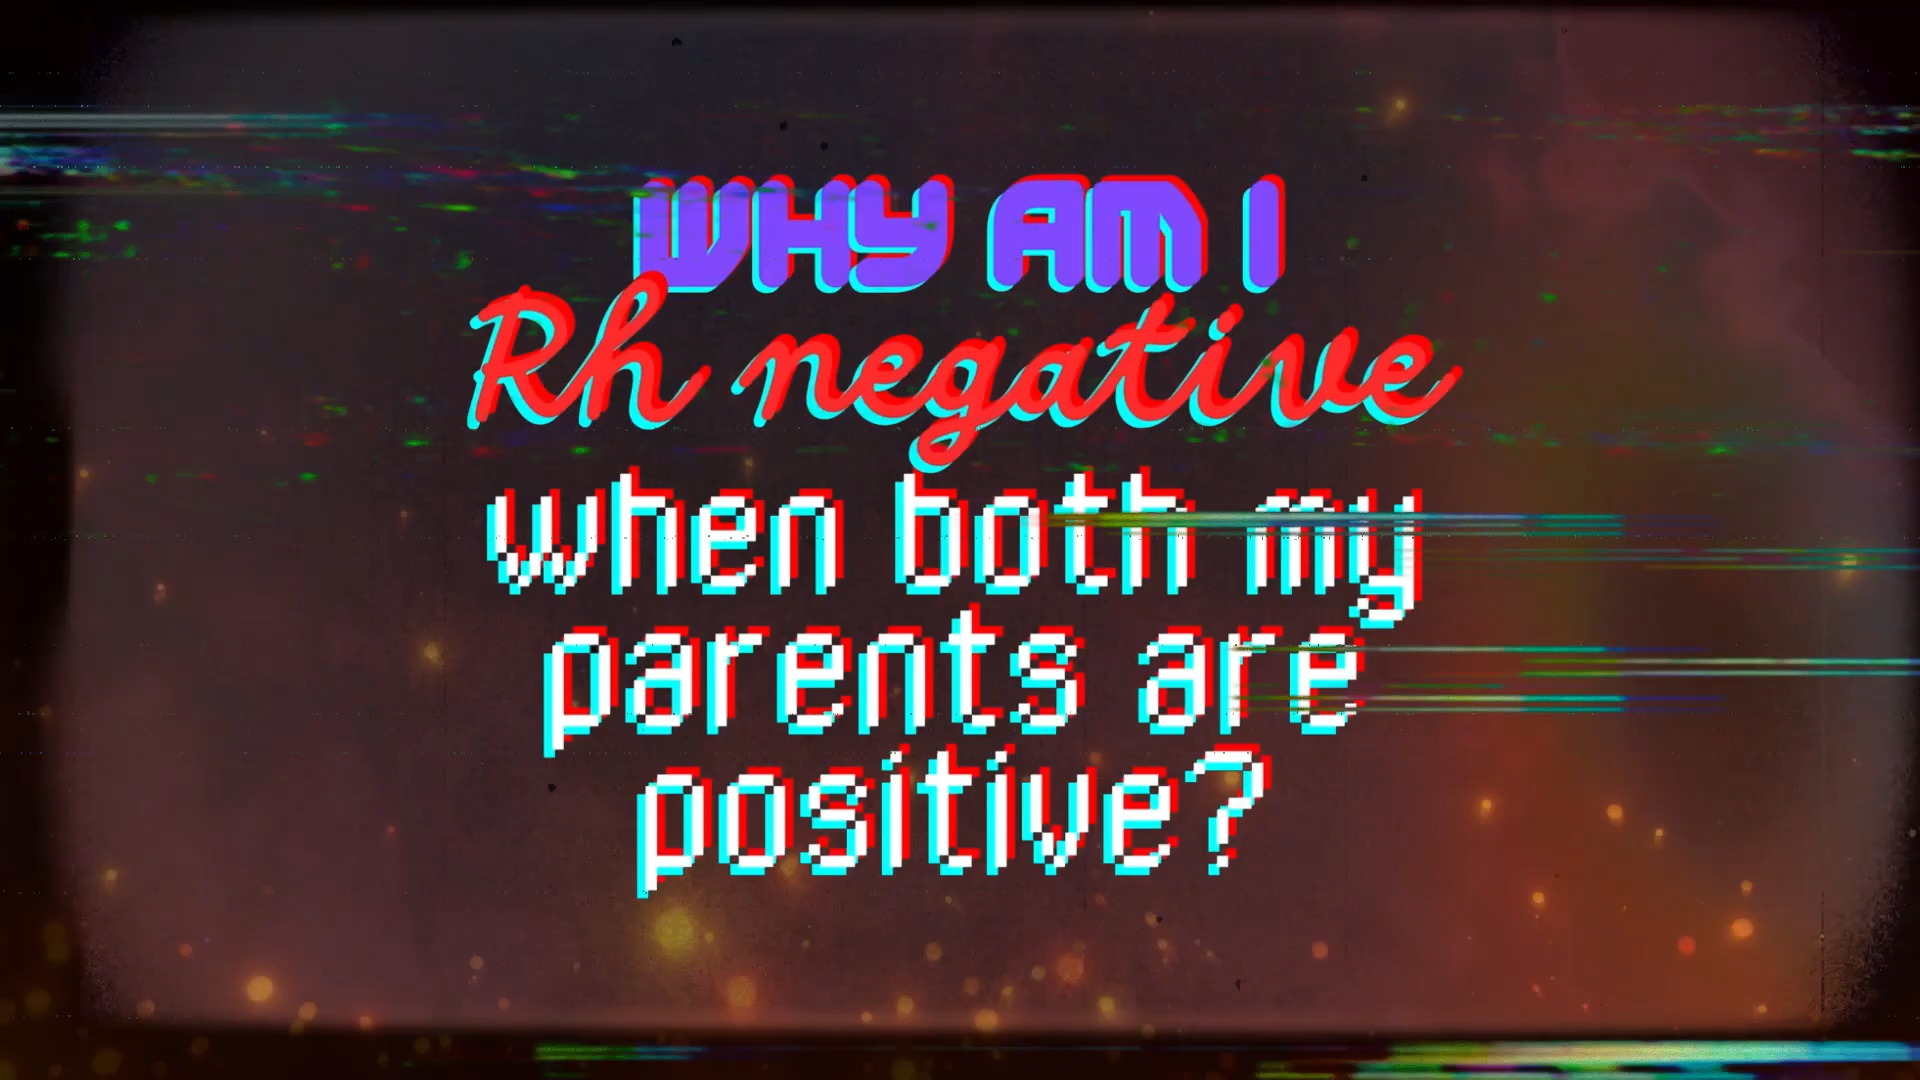 WHY AM I
Rh negative
when both my
parents are
positive?